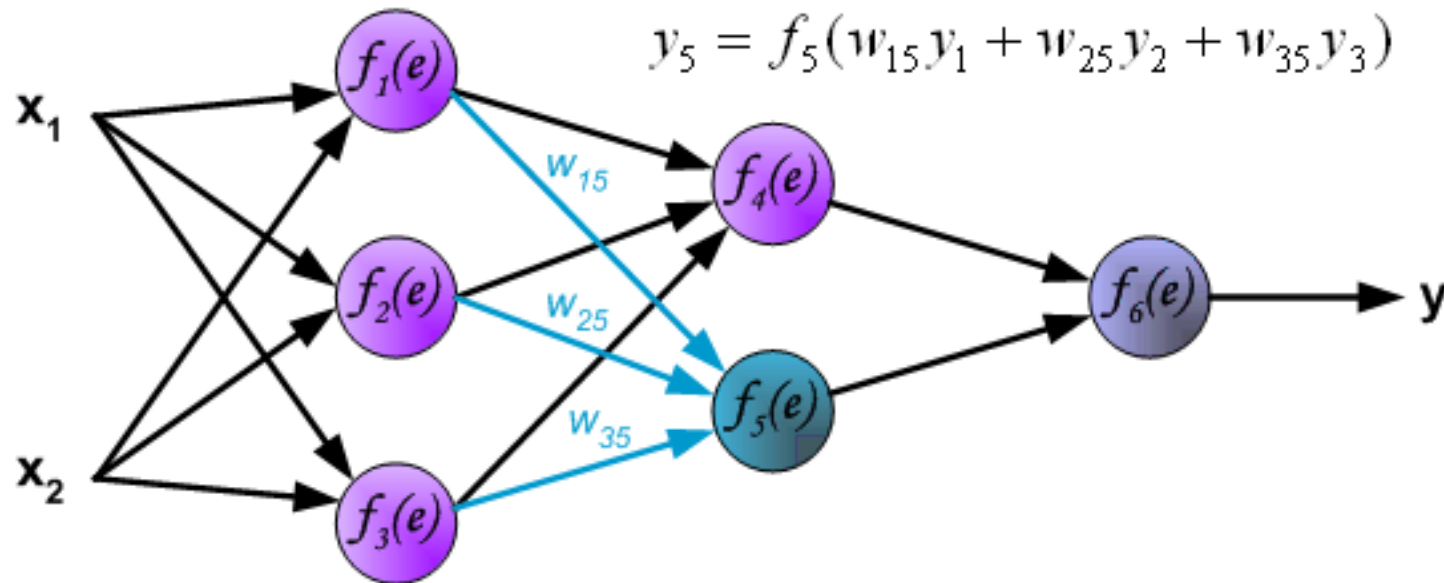 y₅ = f₅(w₁₅y₁ + w₂₅y₂ + w₃₅y₃)
f₁(e)
x₁
w₁₅
f₄(e)
f₂(e)
w₂₅
f₆(e)
y
f₅(e)
w₃₅
x₂
f₃(e)